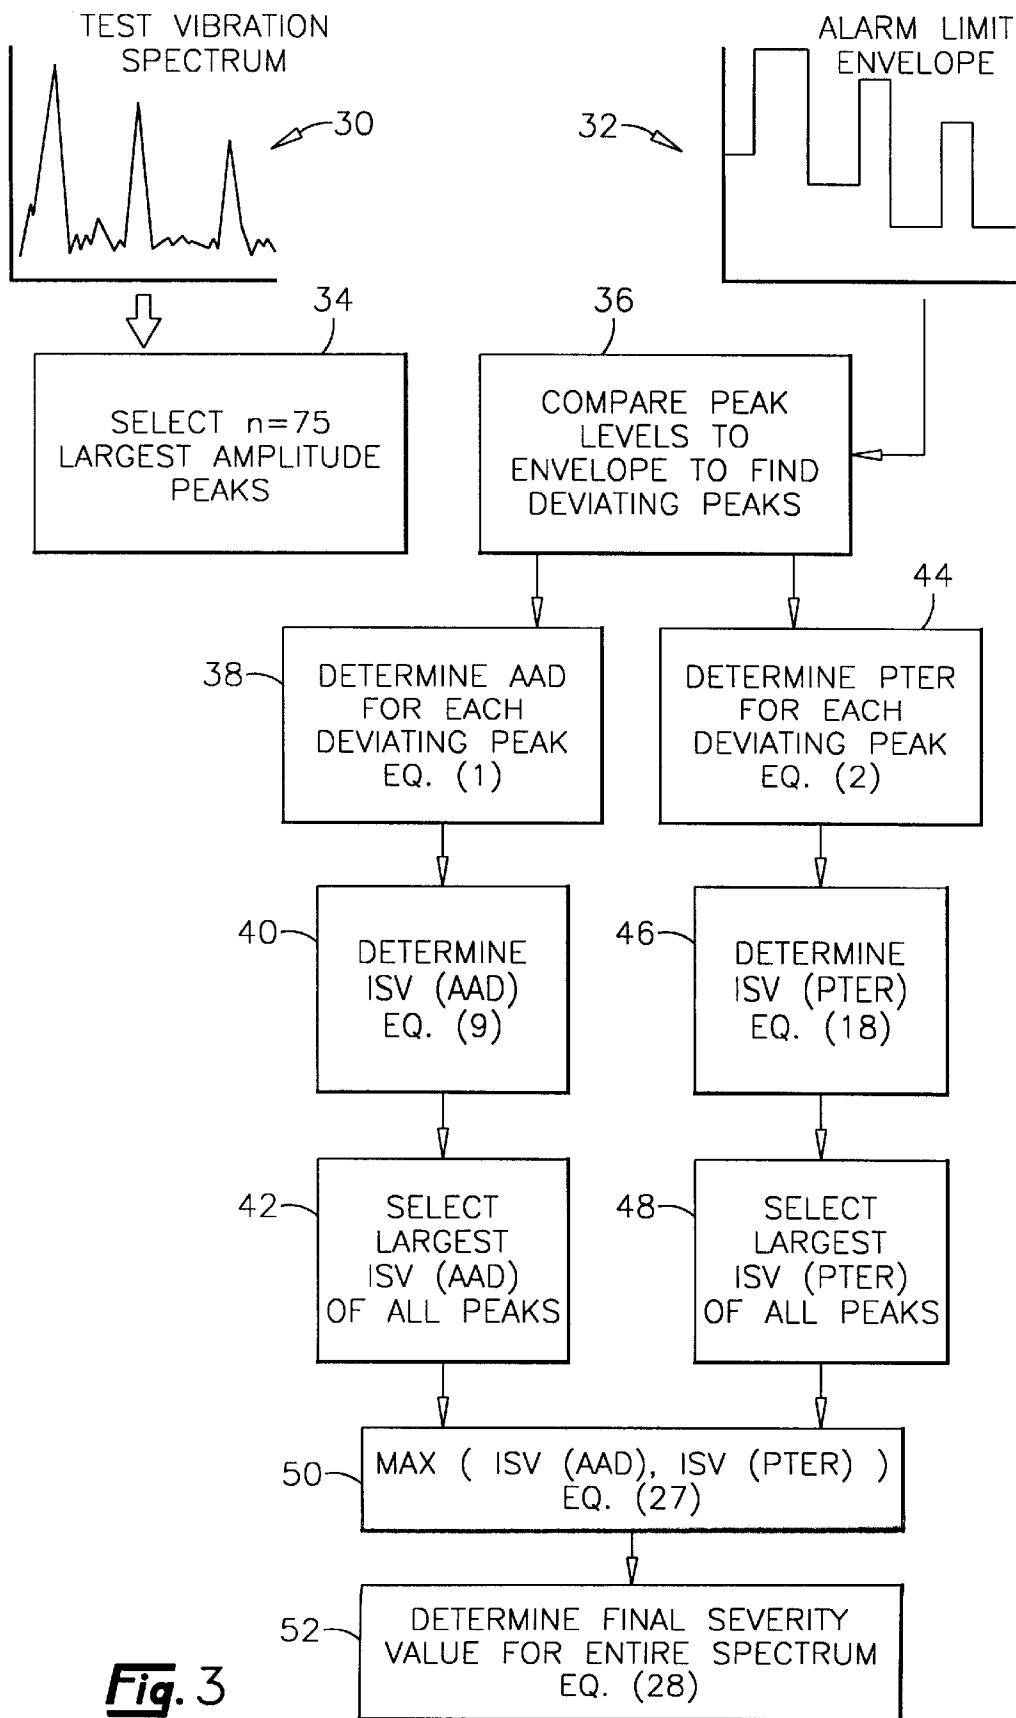 TEST VIBRATION
SPECTRUM
ALARM LIMIT
ENVELOPE
30
32
34
36
SELECT n=75
LARGEST AMPLITUDE
PEAKS
COMPARE PEAK
LEVELS TO
ENVELOPE TO FIND
DEVIATING PEAKS
44
38
DETERMINE AAD
FOR EACH
DEVIATING PEAK
EQ. (1)
DETERMINE PTER
FOR EACH
DEVIATING PEAK
EQ. (2)
40
DETERMINE
ISV (AAD)
EQ. (9)
46
DETERMINE
ISV (PTER)
EQ. (18)
42
SELECT
LARGEST
ISV (AAD)
OF ALL PEAKS
48
SELECT
LARGEST
ISV (PTER)
OF ALL PEAKS
50
MAX ( ISV (AAD), ISV (PTER) )
EQ. (27)
52
DETERMINE FINAL SEVERITY
VALUE FOR ENTIRE SPECTRUM
EQ. (28)
Fig. 3